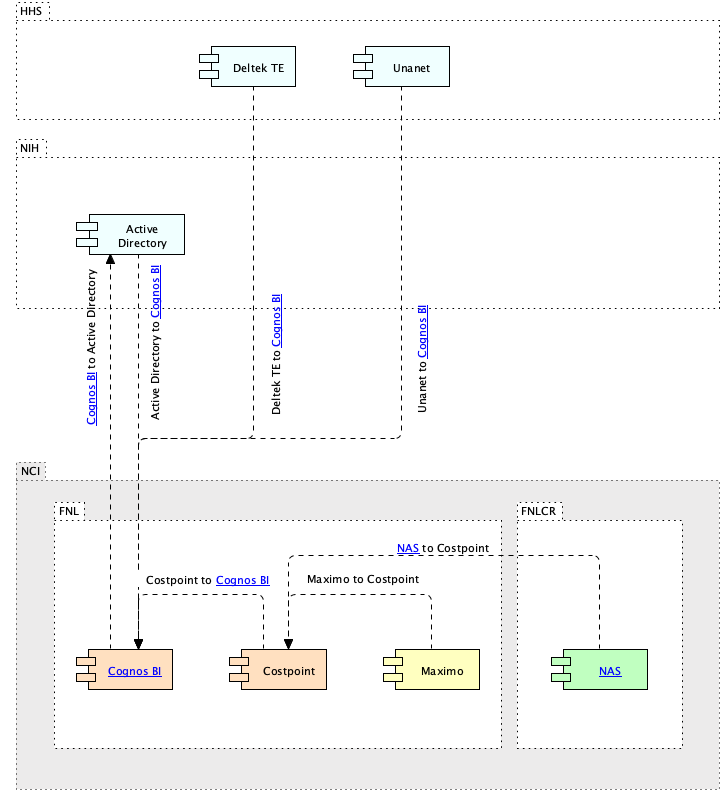 HHS
Deltek TE
Unanet
NIH
Active
Directory
Cognos BI to Active Directory
Active Directory to Cognos BI
Deltek TE to Cognos BI
Unanet to Cognos BI
NCI
FNL
FNLCR
NAS to Costpoint
Costpoint to Cognos BI
Maximo to Costpoint
Cognos BI
Costpoint
Maximo
NAS